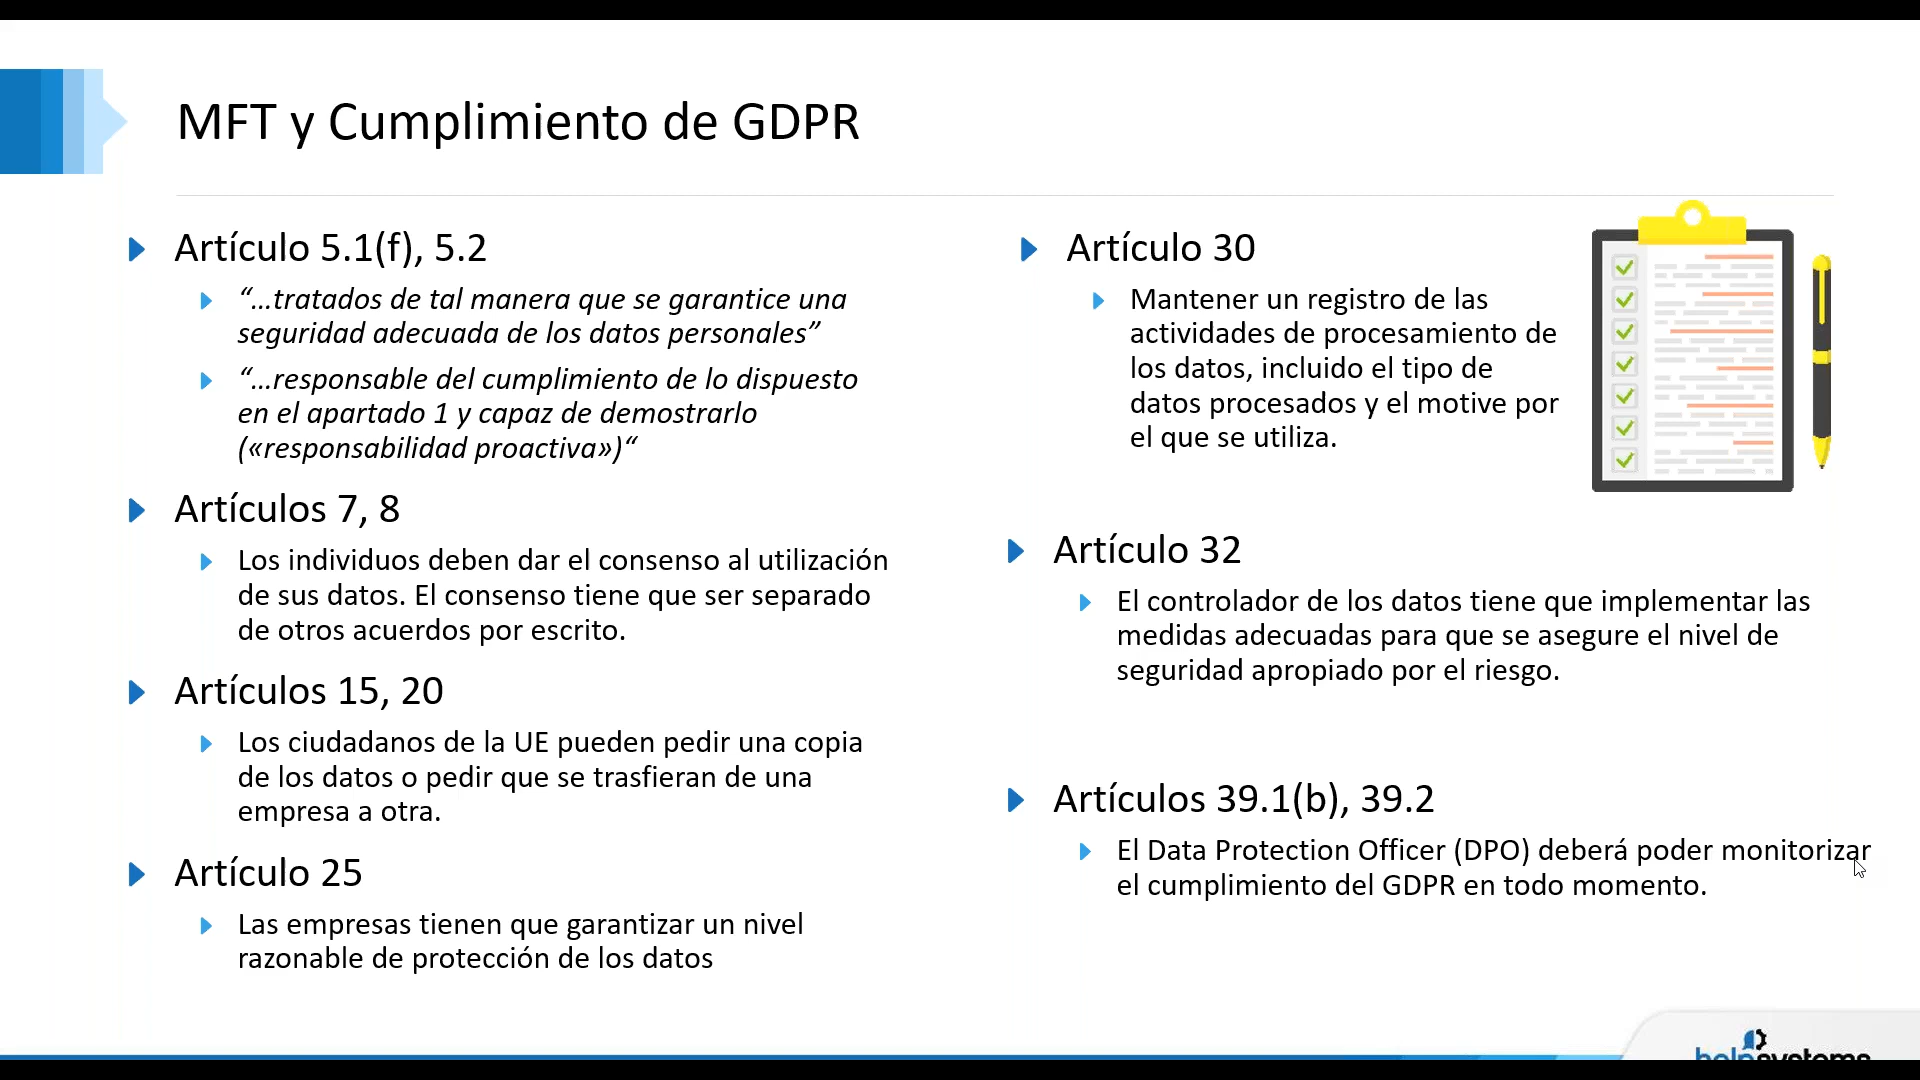 MFT y Cumplimiento de GDPR
Artículo 5.1(f), 5.2
“…tratados de tal manera que se garantice una
seguridad adecuada de los datos personales”
“…responsable del cumplimiento de lo dispuesto
en el apartado 1 y capaz de demostrarlo
(«responsabilidad proactiva»)“
Artículos 7, 8
Los individuos deben dar el consenso al utilización
de sus datos. El consenso tiene que ser separado
de otros acuerdos por escrito.
Artículos 15, 20
Los ciudadanos de la UE pueden pedir una copia
de los datos o pedir que se trasfieran de una
empresa a otra.
Artículo 25
Las empresas tienen que garantizar un nivel
razonable de protección de los datos
Artículo 30
Mantener un registro de las
actividades de procesamiento de
los datos, incluido el tipo de
datos procesados y el motive por
el que se utiliza.
Artículo 32
El controlador de los datos tiene que implementar las
medidas adecuadas para que se asegure el nivel de
seguridad apropiado por el riesgo.
Artículos 39.1(b), 39.2
El Data Protection Officer (DPO) deberá poder monitorizar
el cumplimiento del GDPR en todo momento.
helpsystems